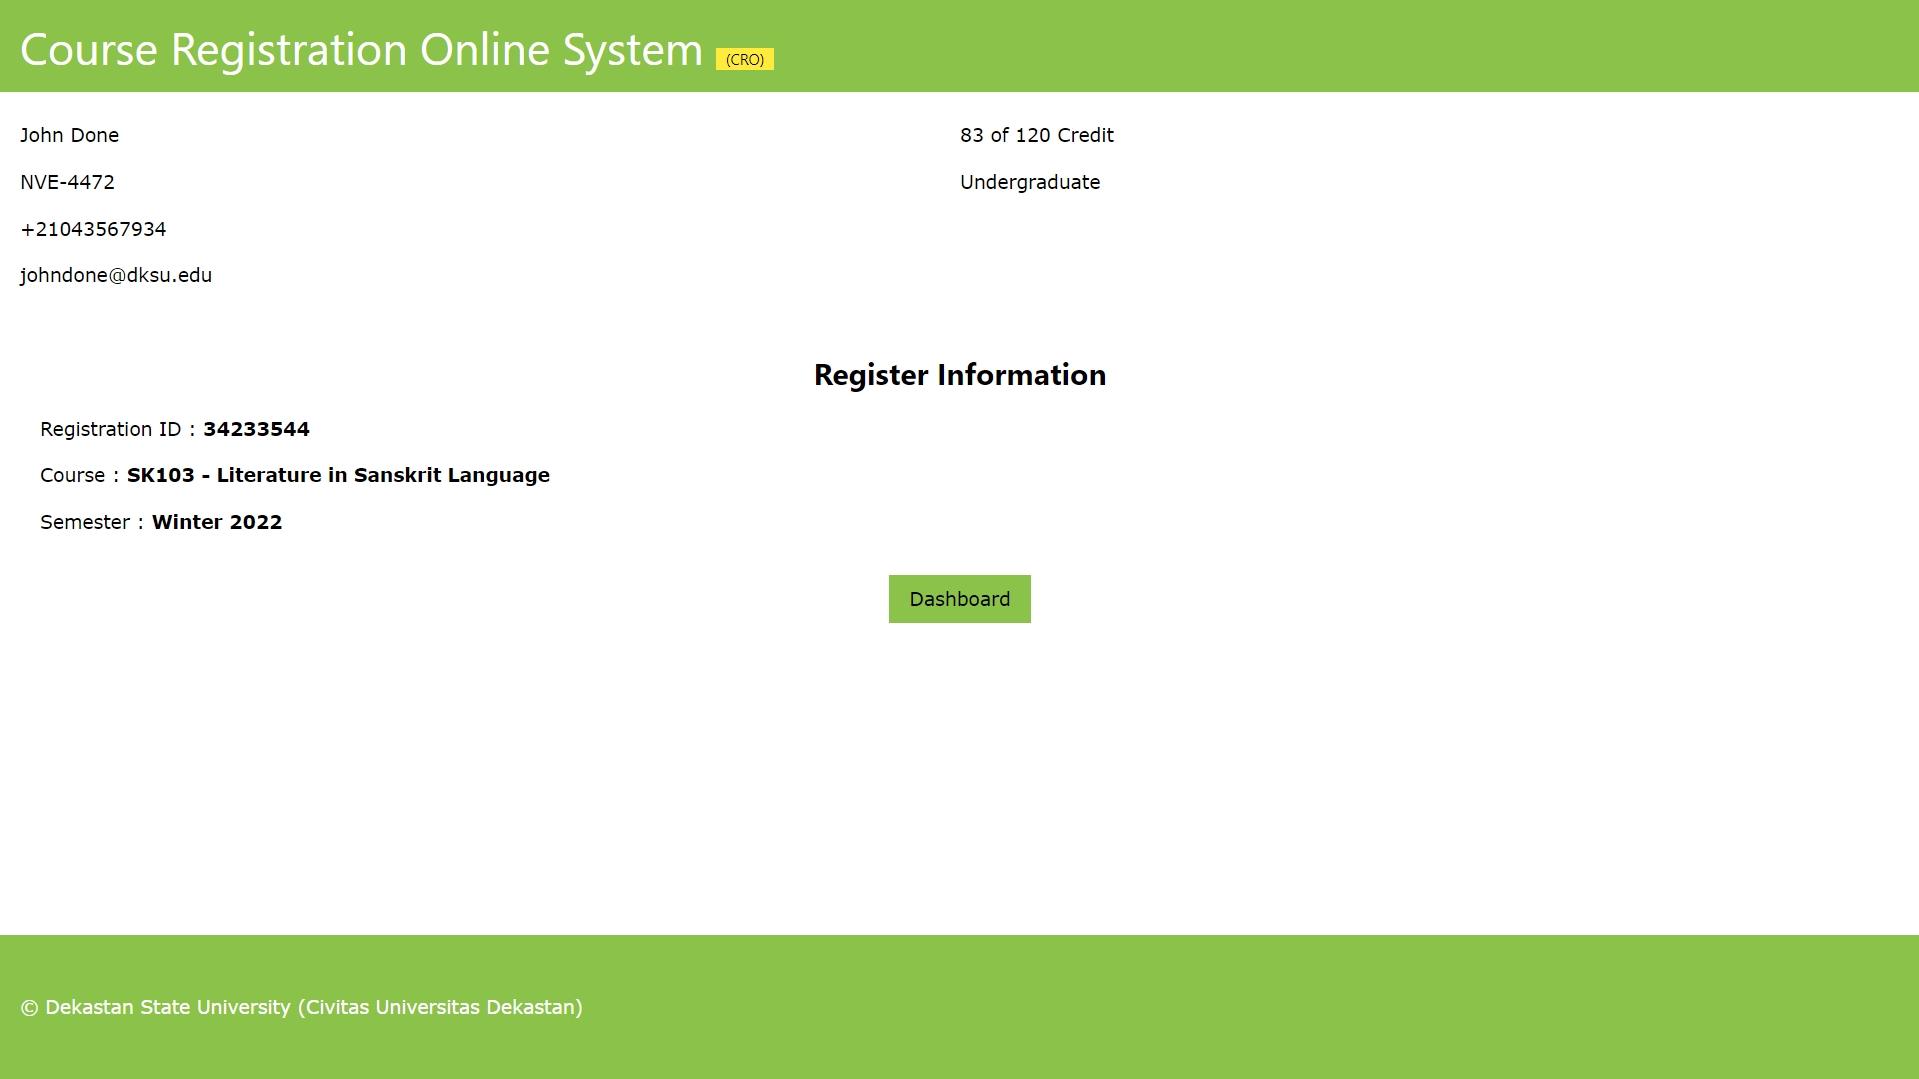 Course Registration Online System (CRO)
John Done
NVE-4472
+21043567934
johndone@dksu.edu
83 of 120 Credit
Undergraduate
Register Information
Registration ID : 34233544
Course : SK103 - Literature in Sanskrit Language
Semester : Winter 2022
Dashboard
© Dekastan State University (Civitas Universitas Dekastan)